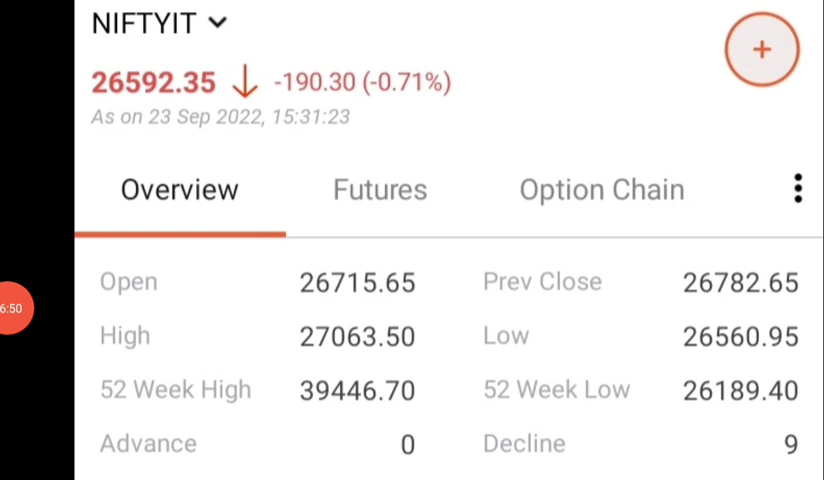 NIFTYIT
26592.35 ↓ -190.30 (-0.71%)
As on 23 Sep 2022, 15:31:23
+
Overview Futures Option Chain
Open 26715.65 Prev Close 26782.65
6:50
High 27063.50 Low 26560.95
52 Week High 39446.70 52 Week Low 26189.40
Advance 0 Decline 9